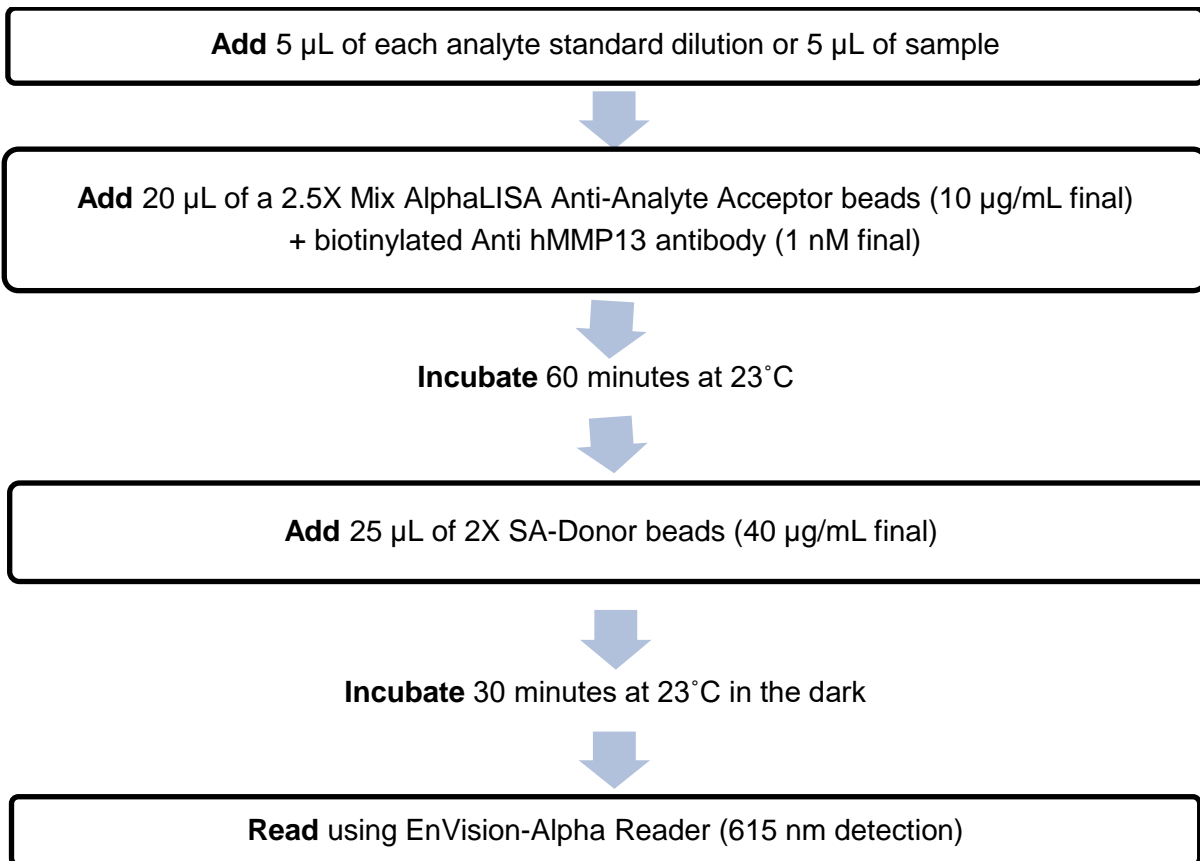 Add 5 µL of each analyte standard dilution or 5 µL of sample
Add 20 µL of a 2.5X Mix AlphaLISA Anti-Analyte Acceptor beads (10 µg/mL final)
+ biotinylated Anti hMMP13 antibody (1 nM final)
Incubate 60 minutes at 23˚C
Add 25 µL of 2X SA-Donor beads (40 µg/mL final)
Incubate 30 minutes at 23˚C in the dark
Read using EnVision-Alpha Reader (615 nm detection)